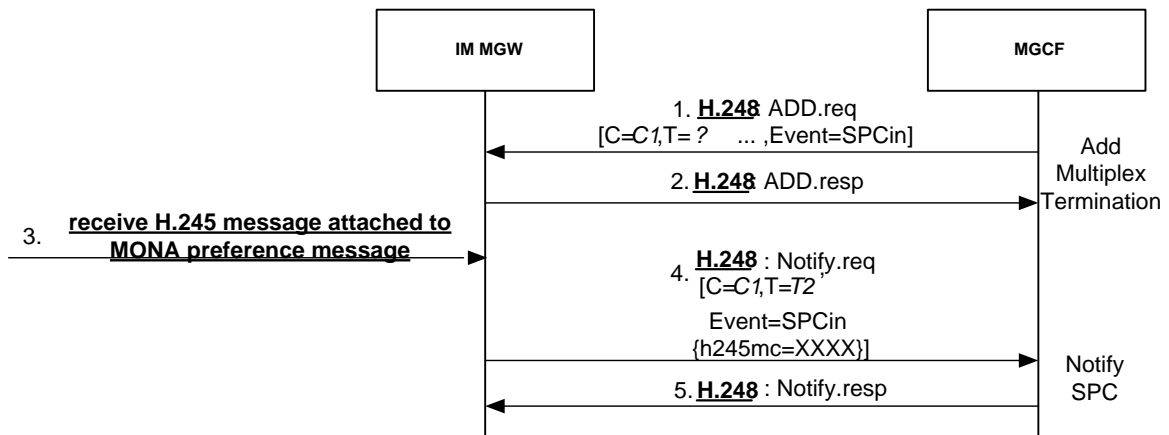 IM MGW
MGCF
1. H.248: ADD.req
[C=C1,T= ? ... ,Event=SPCin]
Add
Multiplex
Termination
2. H.248: ADD.resp
3. receive H.245 message attached to
MONA preference message
4. H.248 : Notify.req
[C=C1,T=T2 ,
Event=SPCin
{h245mc=XXXX}]
Notify
SPC
5. H.248 : Notify.resp